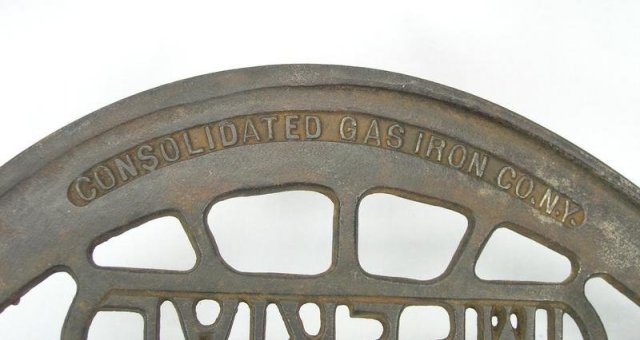 CONSOLIDATED GAS IRON CO. N.Y.